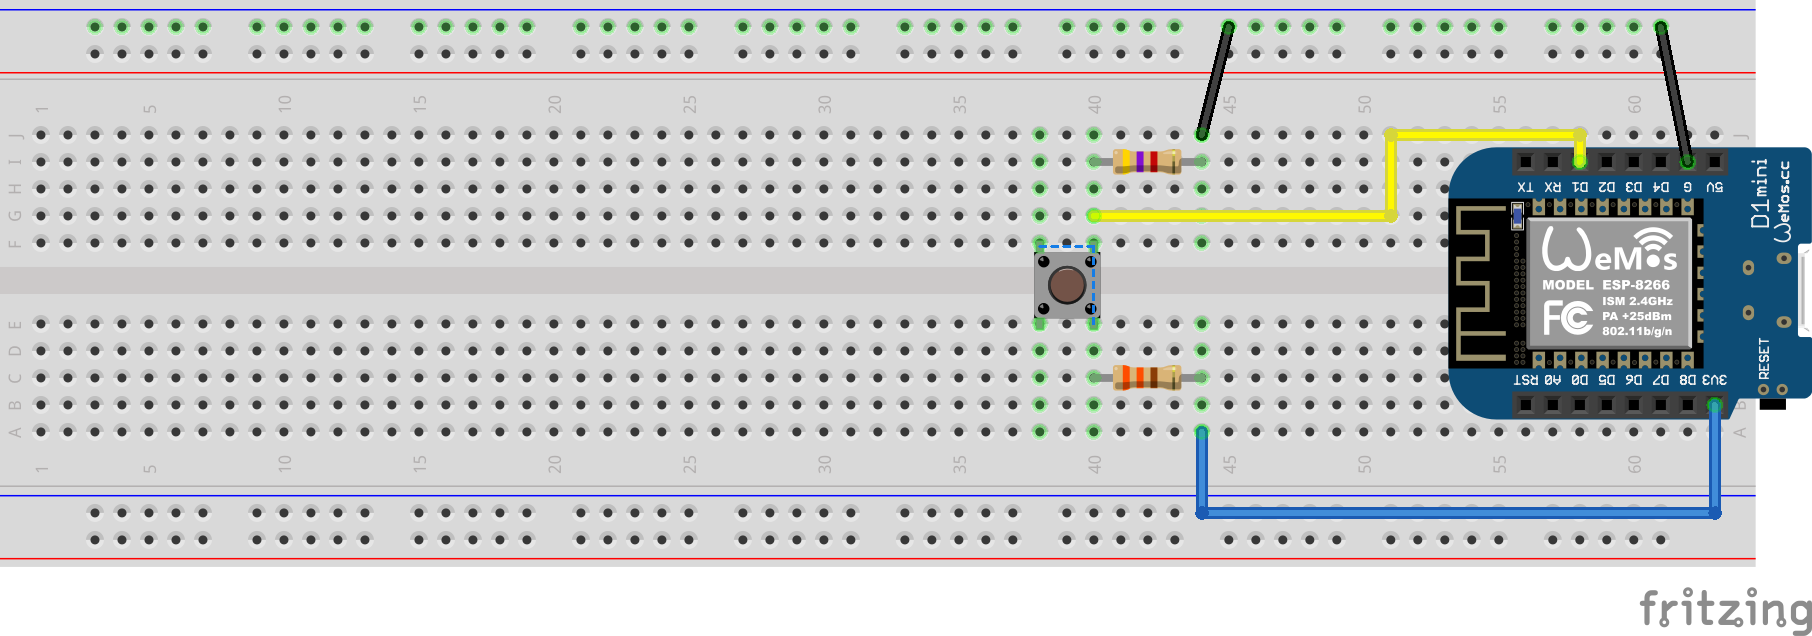 1 5 10 15 20 25 30 35 40 45 50 55 60
J J
I
H
G
F
E
D
C
B B
A A
1 5 10 15 20 25 30 35 40 45 50 55 60
TX RX D1 D2 D3 D4 G 5V
D1mini
WeMos.cc
WeMos
MODEL ESP-8266
ISM 2.4GHz
PA +25dBm
802.11b/g/n
FC
RST A0 D0 D5 D6 D7 D8 3V3
RESET
fritzing